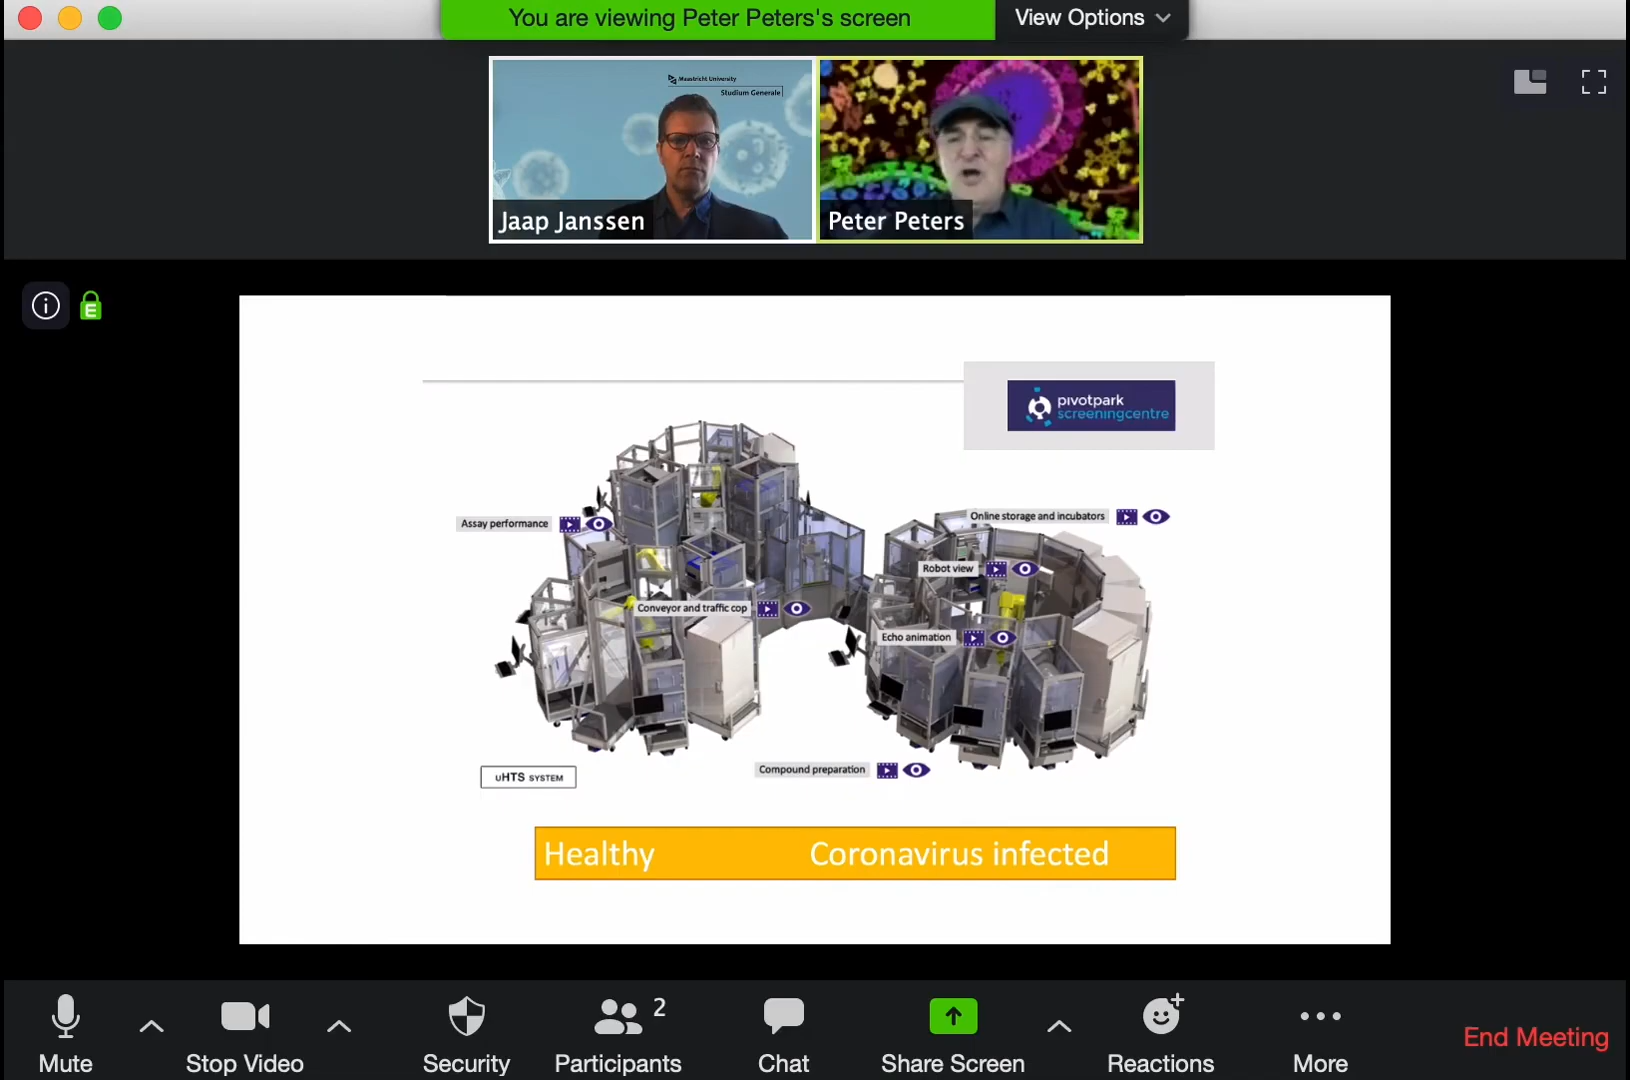 You are viewing Peter Peters's screen
View Options
Maastricht University
Studium Generale
Jaap Janssen
Peter Peters
pivotpark
screeningcentre
Assay performance
Online storage and incubators
Robot view
Conveyor and traffic cop
Echo animation
Compound preparation
uHTS SYSTEM
Healthy Coronavirus infected
Mute
Stop Video
Security
2
Participants
Chat
Share Screen
Reactions
More
End Meeting